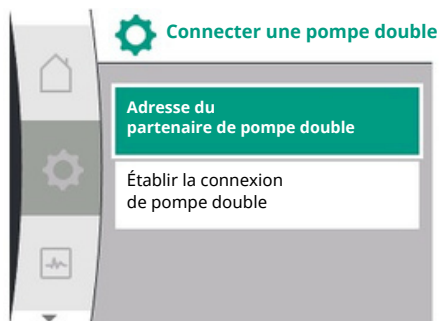 Connecter une pompe double
Adresse du
partenaire de pompe double
Établir la connexion
de pompe double